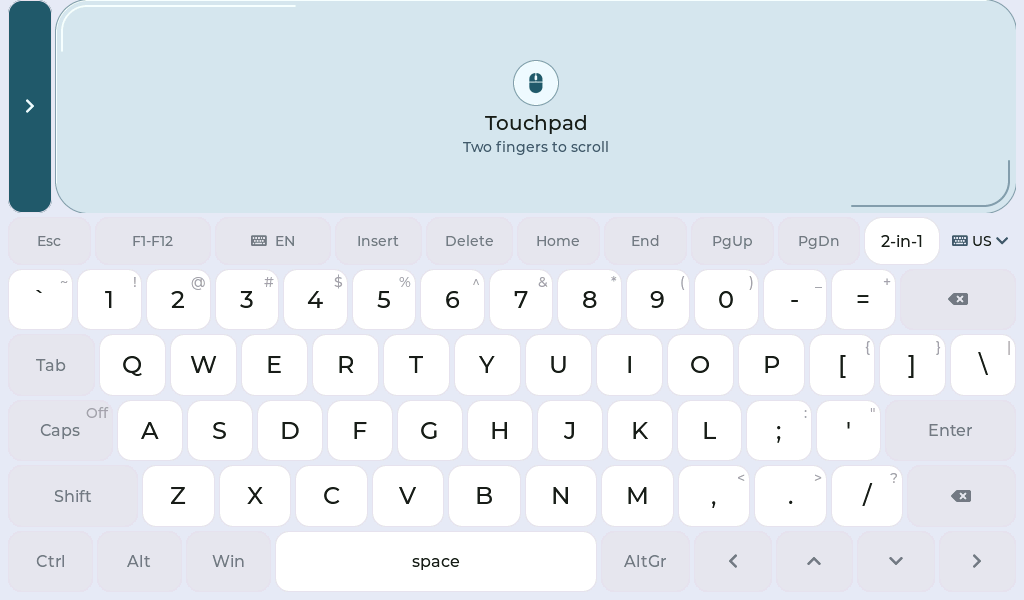 Touchpad
Two fingers to scroll
Esc F1-F12 EN Insert Delete Home End PgUp PgDn 2-in-1 US
` ~ 1 ! 2 @ 3 # 4 $ 5 % 6 ^ 7 & 8 * 9 ( 0 ) - _ = +
Tab Q W E R T Y U I O P [ { ] } \ |
Caps Off A S D F G H J K L ; : ' " Enter
Shift Z X C V B N M , < . > / ?
Ctrl Alt Win space AltGr